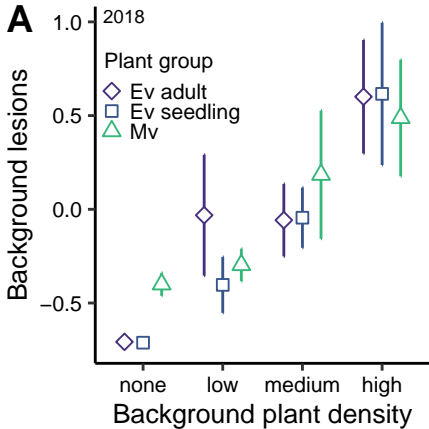 A
2018
Plant group
Ev adult
Ev seedling
Mv
Background lesions
1.0
0.5
0.0
−0.5
none low medium high
Background plant density